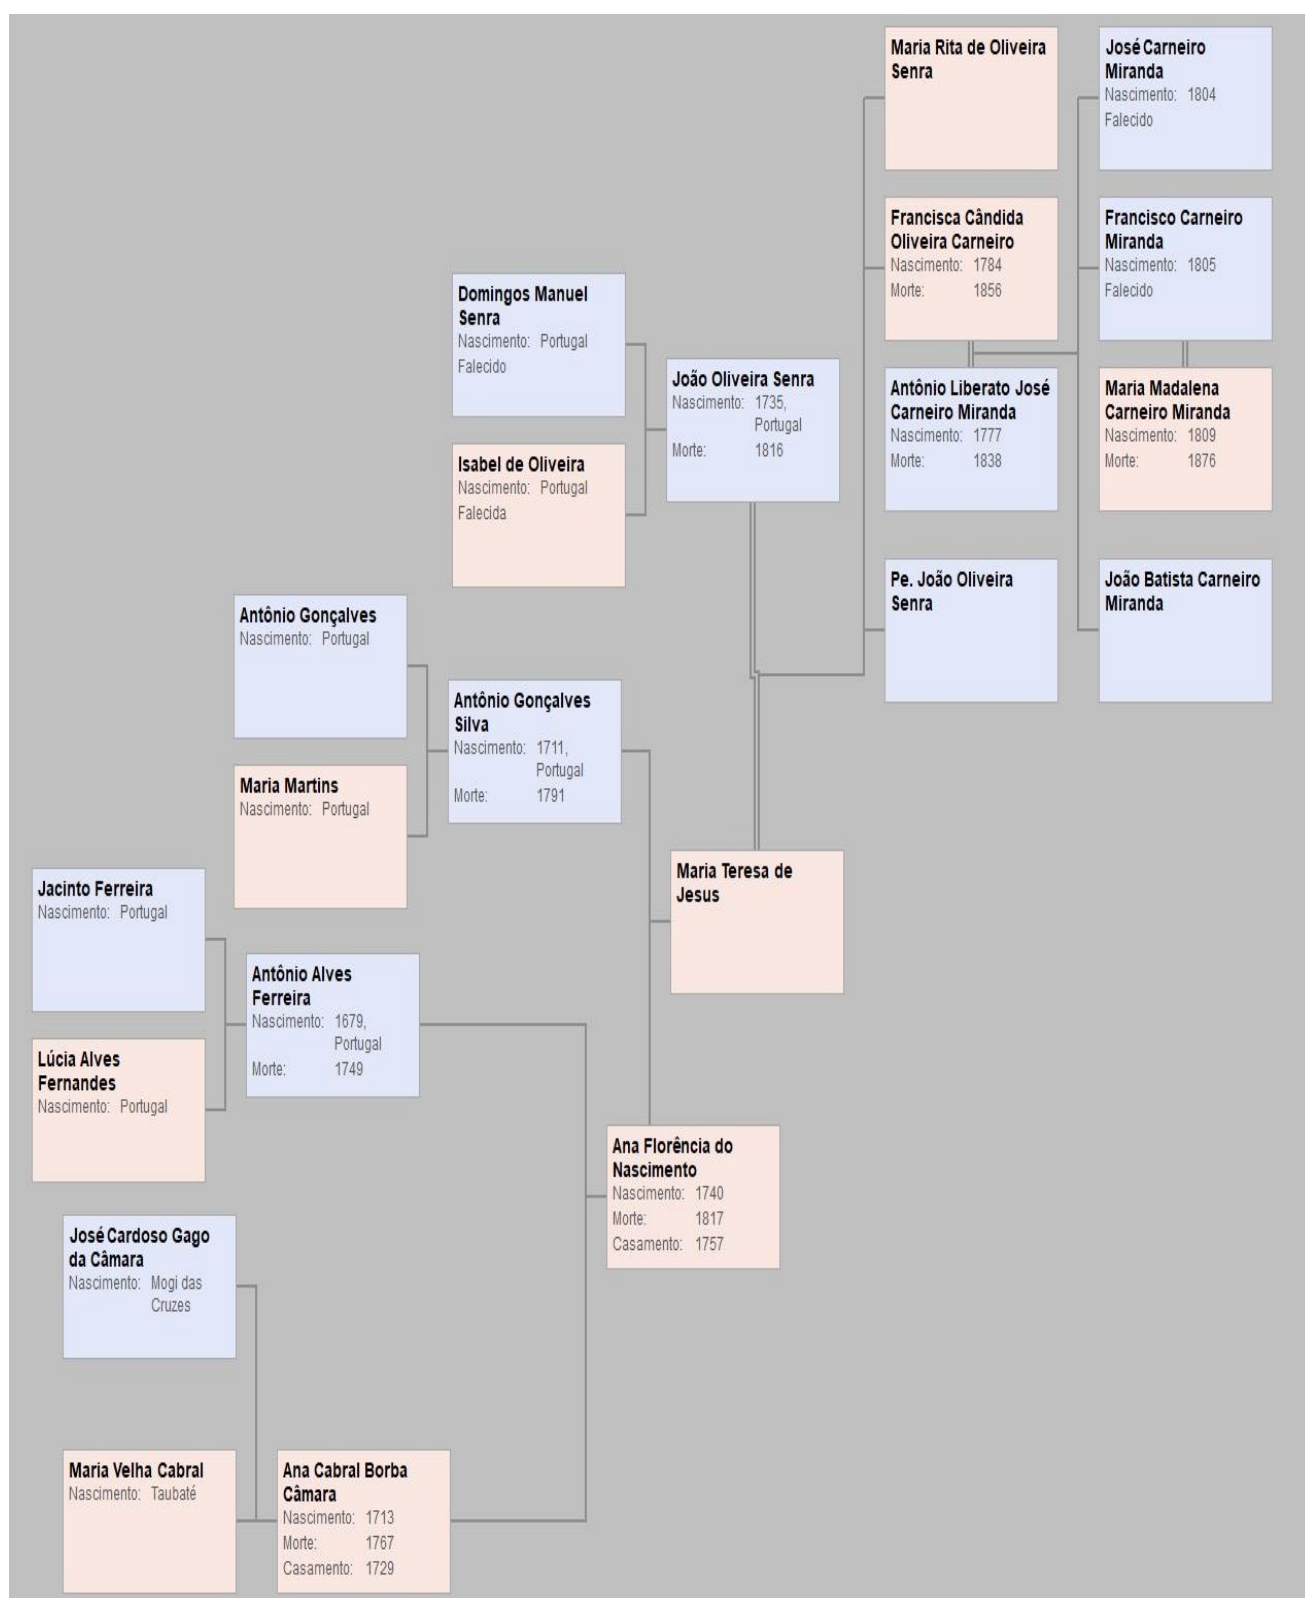 Maria Rita de Oliveira
Senra
José Carneiro
Miranda
Nascimento: 1804
Falecido
Francisca Cândida
Oliveira Carneiro
Nascimento: 1784
Morte: 1856
Francisco Carneiro
Miranda
Nascimento: 1805
Falecido
Domingos Manuel
Senra
Nascimento: Portugal
Falecido
João Oliveira Senra
Nascimento: 1735,
Portugal
Morte: 1816
Antônio Liberato José
Carneiro Miranda
Nascimento: 1777
Morte: 1838
Maria Madalena
Carneiro Miranda
Nascimento: 1809
Morte: 1876
Isabel de Oliveira
Nascimento: Portugal
Falecida
Pe. João Oliveira
Senra
João Batista Carneiro
Miranda
Antônio Gonçalves
Nascimento: Portugal
Antônio Gonçalves
Silva
Nascimento: 1711,
Portugal
Morte: 1791
Maria Martins
Nascimento: Portugal
Maria Teresa de
Jesus
Jacinto Ferreira
Nascimento: Portugal
Antônio Alves
Ferreira
Nascimento: 1679,
Portugal
Morte: 1749
Lúcia Alves
Fernandes
Nascimento: Portugal
Ana Florência do
Nascimento
Nascimento: 1740
Morte: 1817
Casamento: 1757
José Cardoso Gago
da Câmara
Nascimento: Mogi das
Cruzes
Maria Velha Cabral
Nascimento: Taubaté
Ana Cabral Borba
Câmara
Nascimento: 1713
Morte: 1767
Casamento: 1729